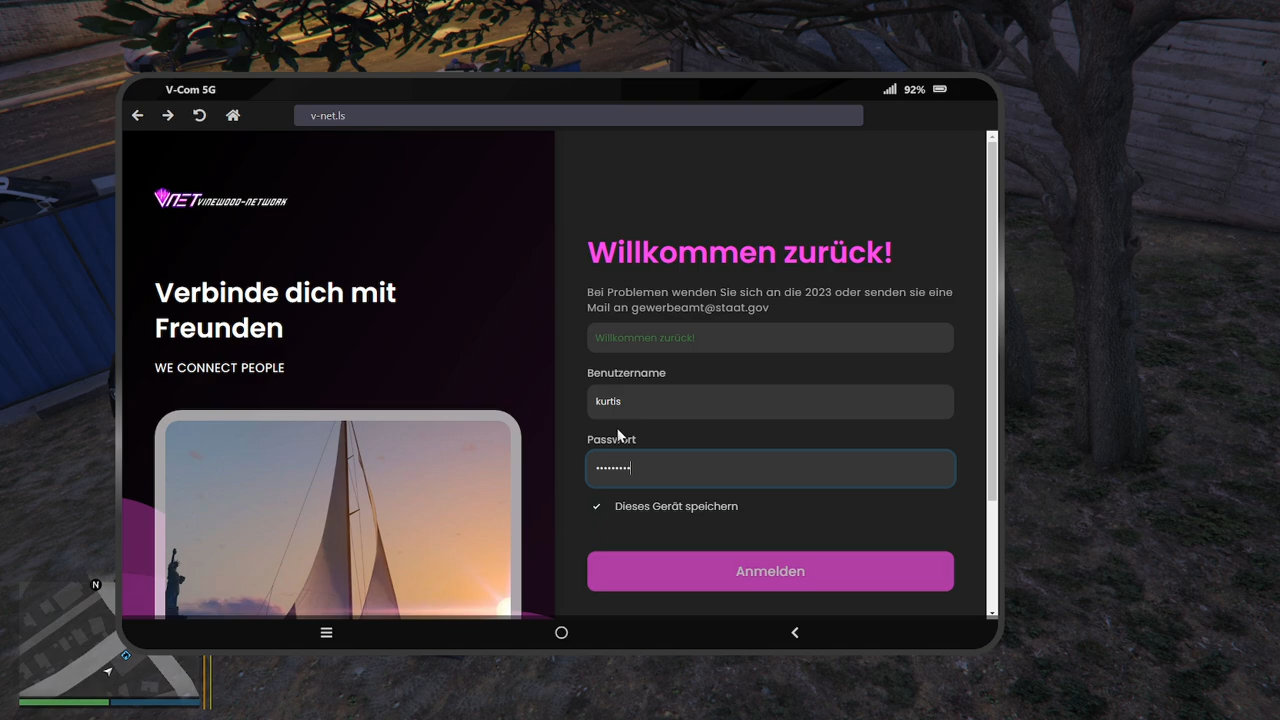 V-Com 5G
92%
v-net.ls
VNET VINEWOOD-NETWORK
Verbinde dich mit
Freunden
WE CONNECT PEOPLE
Willkommen zurück!
Bei Problemen wenden Sie sich an die 2023 oder senden sie eine
Mail an gewerbeamt@staat.gov
Willkommen zurück!
Benutzername
kurtis
Passwort
•••••••••
Dieses Gerät speichern
Anmelden
N